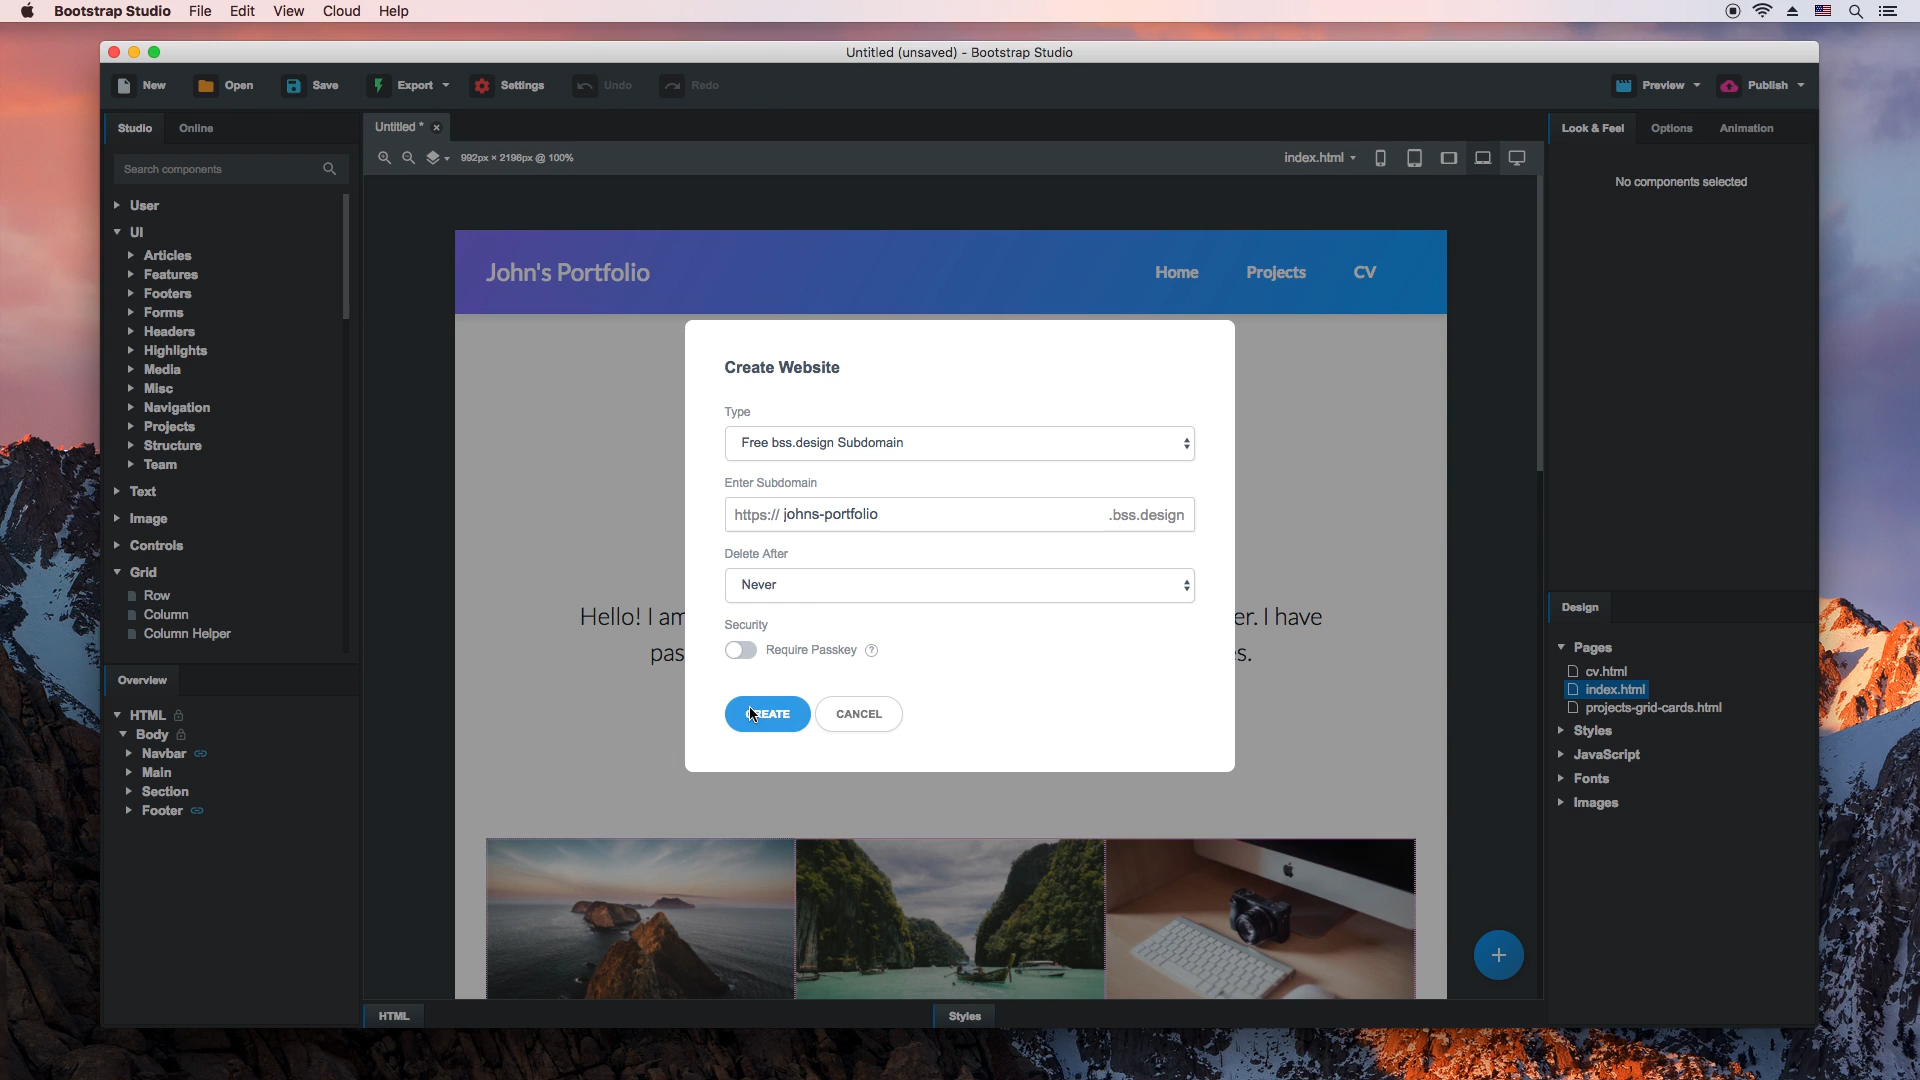 Bootstrap Studio File Edit View Cloud Help
Untitled (unsaved) - Bootstrap Studio
New Open Save Export Settings Undo Redo Preview Publish
Studio Online
Untitled *
Look & Feel Options Animation
Search components
992px × 2196px @ 100%
index.html
No components selected
User
UI
Articles
Features
Footers
Forms
Headers
Highlights
Media
Misc
Navigation
Projects
Structure
Team
Text
Image
Controls
Grid
Row
Column
Column Helper
Overview
HTML
Body
Navbar
Main
Section
Footer
John's Portfolio Home Projects CV
Create Website
Type
Free bss.design Subdomain
Enter Subdomain
https:// johns-portfolio .bss.design
Delete After
Never
Security
Require Passkey ?
CREATE CANCEL
Hello! I am er. I have
pas s.
HTML Styles
Design
Pages
cv.html
index.html
projects-grid-cards.html
Styles
JavaScript
Fonts
Images